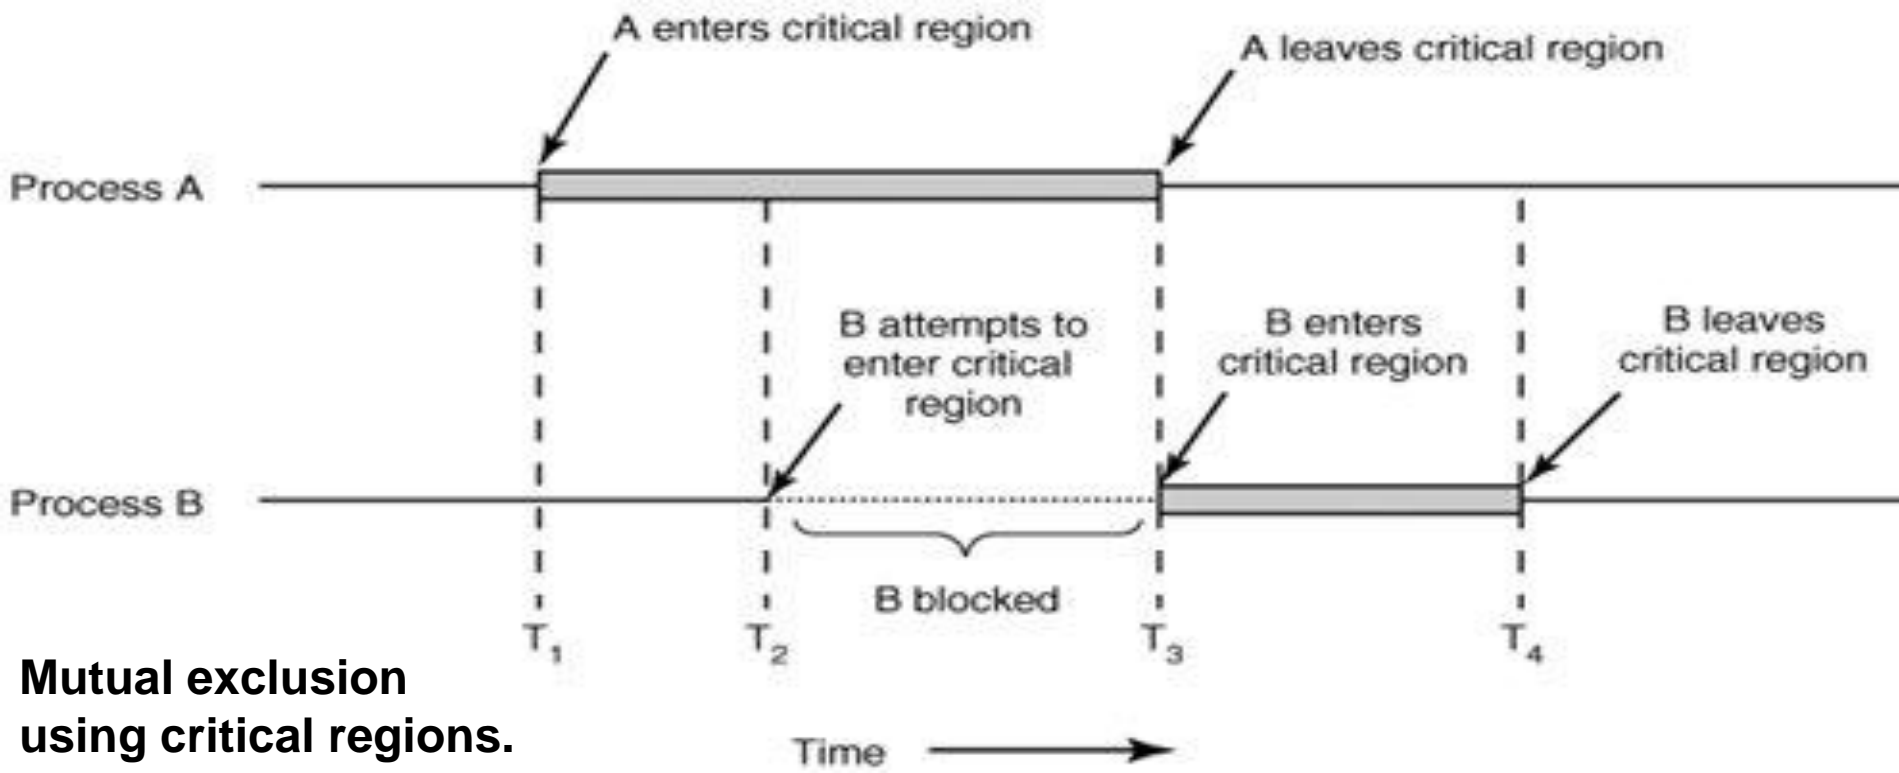 A enters critical region
A leaves critical region
Process A
B attempts to
enter critical
region
B enters
critical region
B leaves
critical region
Process B
B blocked
T1
T2
T3
T4
Mutual exclusion
using critical regions.
Time